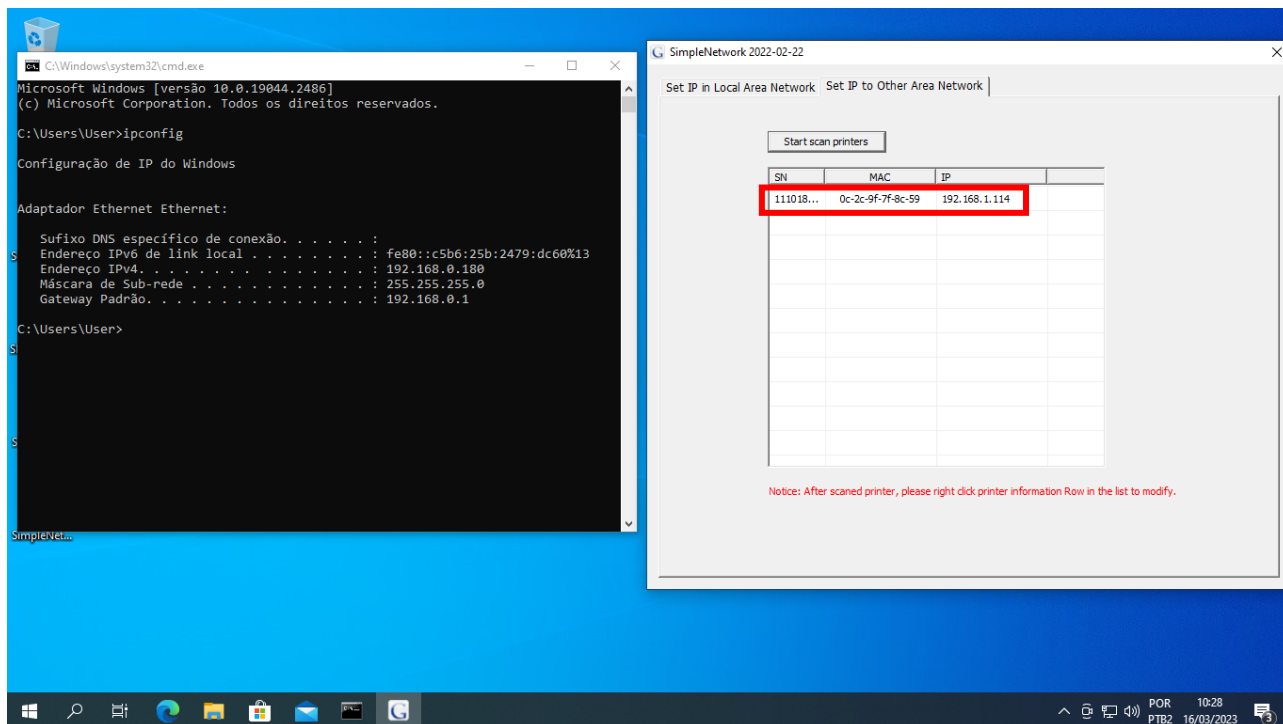 C:\Windows\system32\cmd.exe
Microsoft Windows [versão 10.0.19044.2486]
(c) Microsoft Corporation. Todos os direitos reservados.
C:\Users\User>ipconfig
Configuração de IP do Windows
Adaptador Ethernet Ethernet:
Sufixo DNS específico de conexão. . . . . . :
Endereço IPv6 de link local . . . . . . . . : fe80::c5b6:25b:2479:dc60%13
Endereço IPv4. . . . . . . . . . . . . . . : 192.168.0.180
Máscara de Sub-rede . . . . . . . . . . . . : 255.255.255.0
Gateway Padrão. . . . . . . . . . . . . . . : 192.168.0.1
C:\Users\User>
SimpleNet...
SimpleNetwork 2022-02-22
Set IP in Local Area Network Set IP to Other Area Network
Start scan printers
SN MAC IP
111018... 0c-2c-9f-7f-8c-59 192.168.1.114
Notice: After scaned printer, please right click printer information Row in the list to modify.
POR 10:28
PTB2 16/03/2023